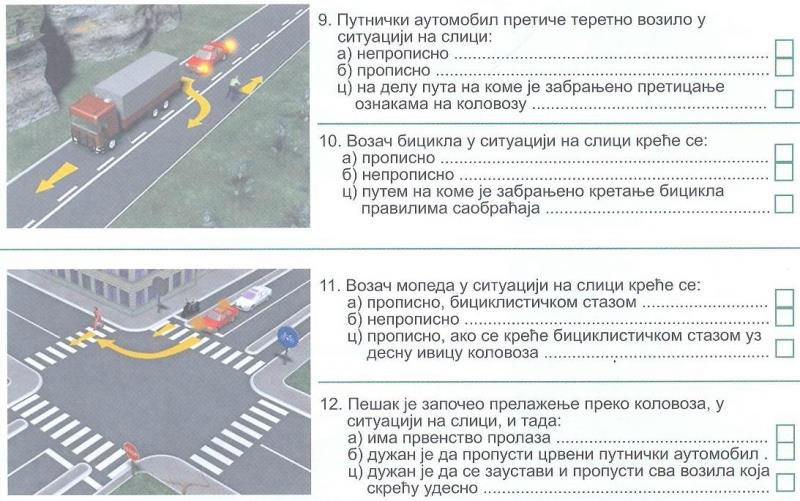 9. Путнички аутомобил претиче теретно возило у
ситуацији на слици:
а) непрописно
б) прописно
ц) на делу пута на коме је забрањено претицање
ознакама на коловозу
10. Возач бицикла у ситуацији на слици креће се:
а) прописно
б) непрописно
ц) путем на коме је забрањено кретање бицикла
правилима саобраћаја
11. Возач мопеда у ситуацији на слици креће се:
а) прописно, бициклистичком стазом
б) непрописно
ц) прописно, ако се креће бициклистичком стазом уз
десну ивицу коловоза
12. Пешак је започео прелажење преко коловоза, у
ситуацији на слици, и тада:
а) има првенство пролаза
б) дужан је да пропусти црвени путнички аутомобил .
ц) дужан је да се заустави и пропусти сва возила која
скрећу удесно